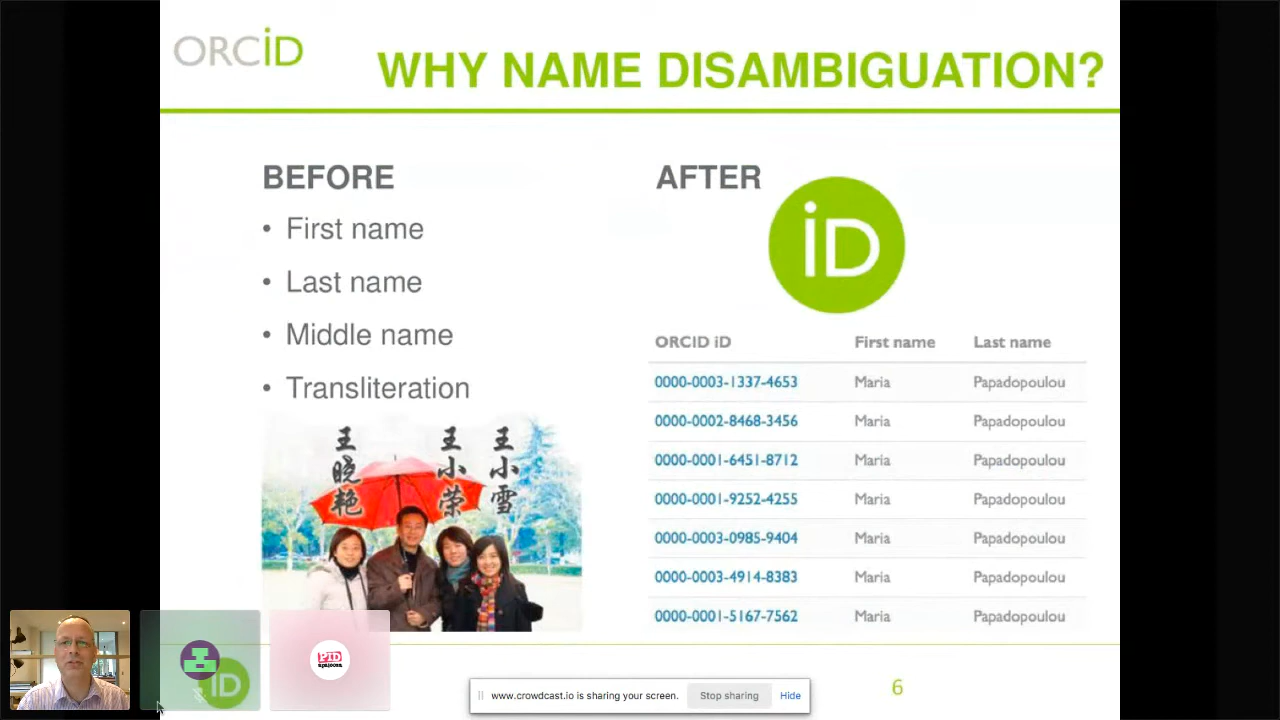 ORCiD
WHY NAME DISAMBIGUATION?
BEFORE
• First name
• Last name
• Middle name
• Transliteration
王晓艳
王小荣
王小雪
AFTER
iD
ORCID iD First name Last name
0000-0003-1337-4653 Maria Papadopoulou
0000-0002-8468-3456 Maria Papadopoulou
0000-0001-6451-8712 Maria Papadopoulou
0000-0001-9252-4255 Maria Papadopoulou
0000-0003-0985-9404 Maria Papadopoulou
0000-0003-4914-8383 Maria Papadopoulou
0000-0001-5167-7562 Maria Papadopoulou
iD
PID
apalooza
www.crowdcast.io is sharing your screen. Stop sharing Hide
6